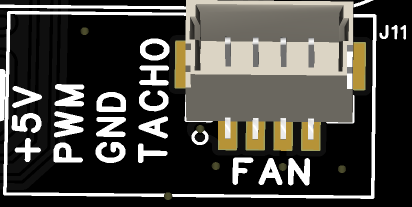 J11
+5V
PWM
GND
TACHO
FAN